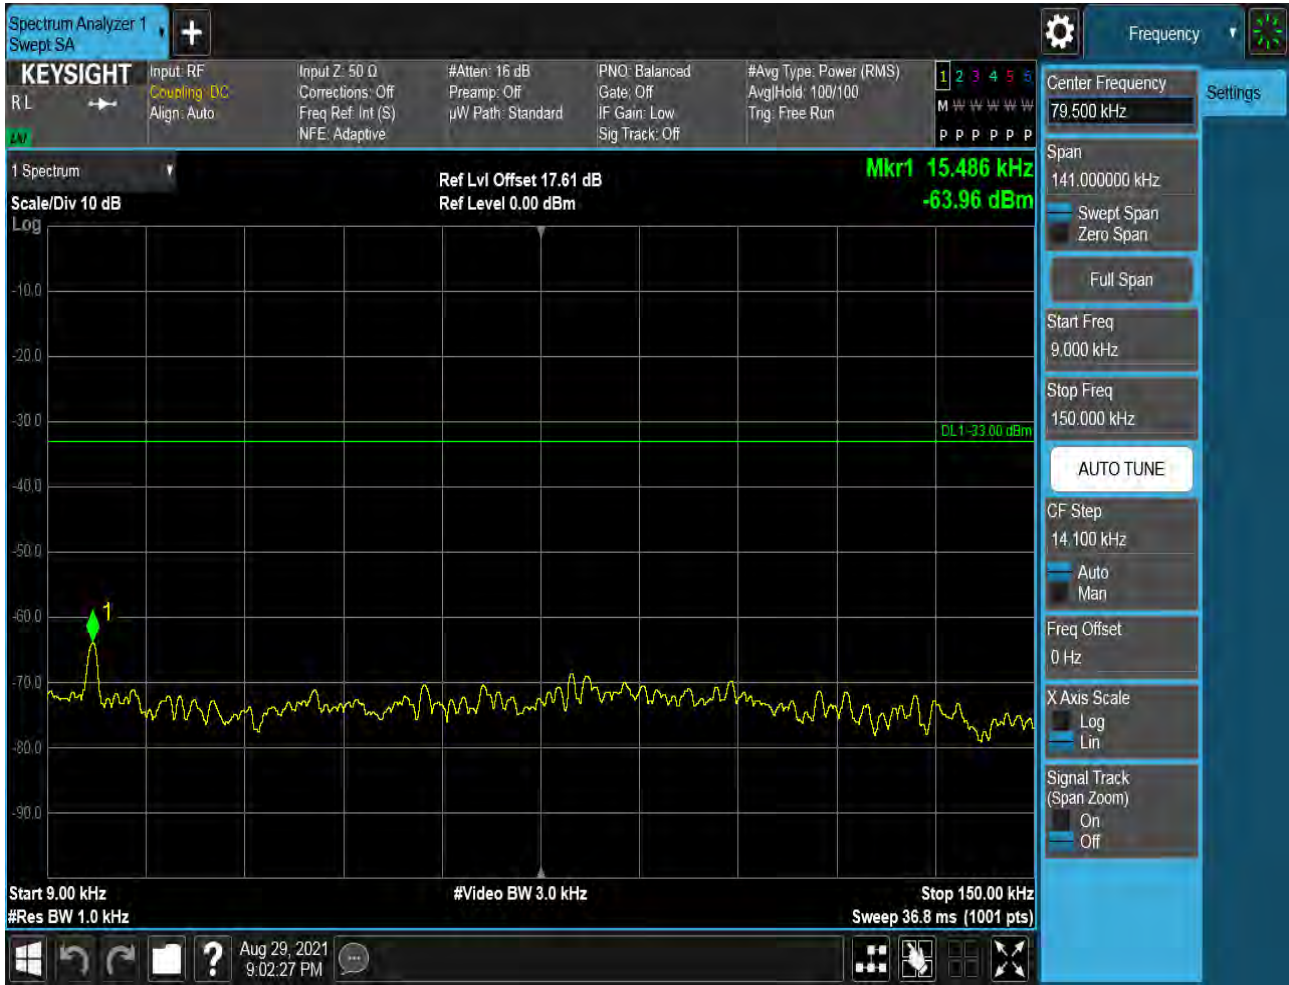 Spectrum Analyzer 1
Swept SA
Frequency
KEYSIGHT
R L
Input: RF
Coupling: DC
Align: Auto
Input Z: 50 Ω
Corrections: Off
Freq Ref: Int (S)
NFE: Adaptive
#Atten: 16 dB
Preamp: Off
µW Path: Standard
PNO: Balanced
Gate: Off
IF Gain: Low
Sig Track: Off
#Avg Type: Power (RMS)
Avg|Hold: 100/100
Trig: Free Run
1 2 3 4 5 6
M W W W W W
P P P P P P
1 Spectrum
Scale/Div 10 dB
Log
Ref Lvl Offset 17.61 dB
Ref Level 0.00 dBm
Mkr1 15.486 kHz
-63.96 dBm
-10.0
-20.0
-30.0
DL1 -33.00 dBm
-40.0
-50.0
-60.0
1
-70.0
-80.0
-90.0
Start 9.00 kHz
#Res BW 1.0 kHz
#Video BW 3.0 kHz
Stop 150.00 kHz
Sweep 36.8 ms (1001 pts)
Aug 29, 2021
9:02:27 PM
Center Frequency
79.500 kHz
Settings
Span
141.000000 kHz
Swept Span
Zero Span
Full Span
Start Freq
9.000 kHz
Stop Freq
150.000 kHz
AUTO TUNE
CF Step
14.100 kHz
Auto
Man
Freq Offset
0 Hz
X Axis Scale
Log
Lin
Signal Track
(Span Zoom)
On
Off